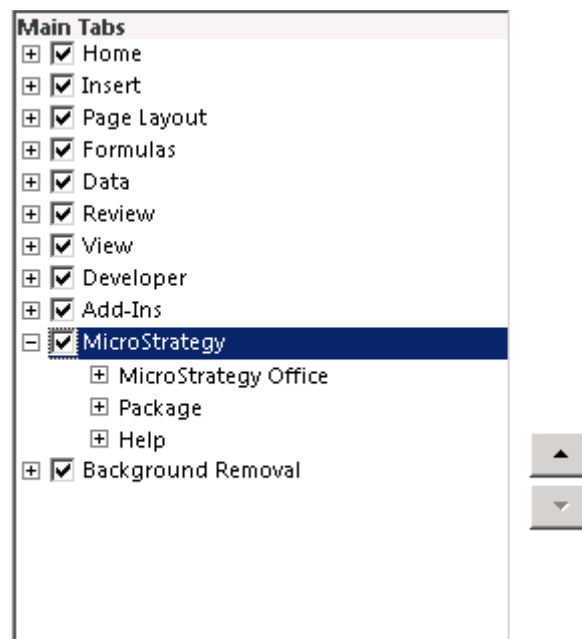 Main Tabs
Home
Insert
Page Layout
Formulas
Data
Review
View
Developer
Add-Ins
MicroStrategy
MicroStrategy Office
Package
Help
Background Removal